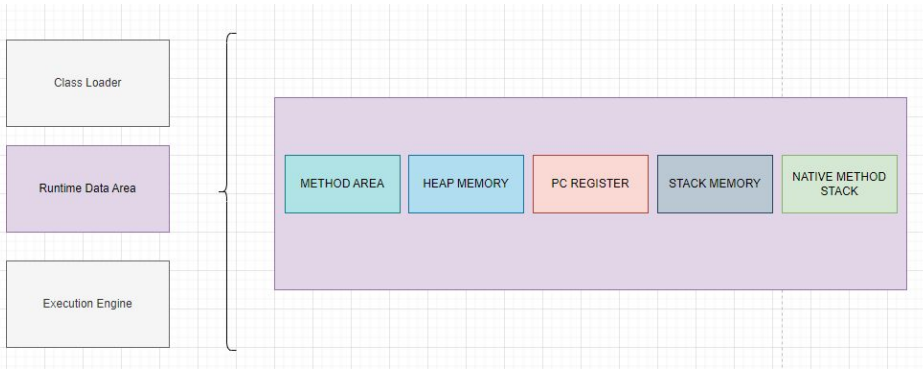 Class Loader
Runtime Data Area
Execution Engine
METHOD AREA
HEAP MEMORY
PC REGISTER
STACK MEMORY
NATIVE METHOD
STACK